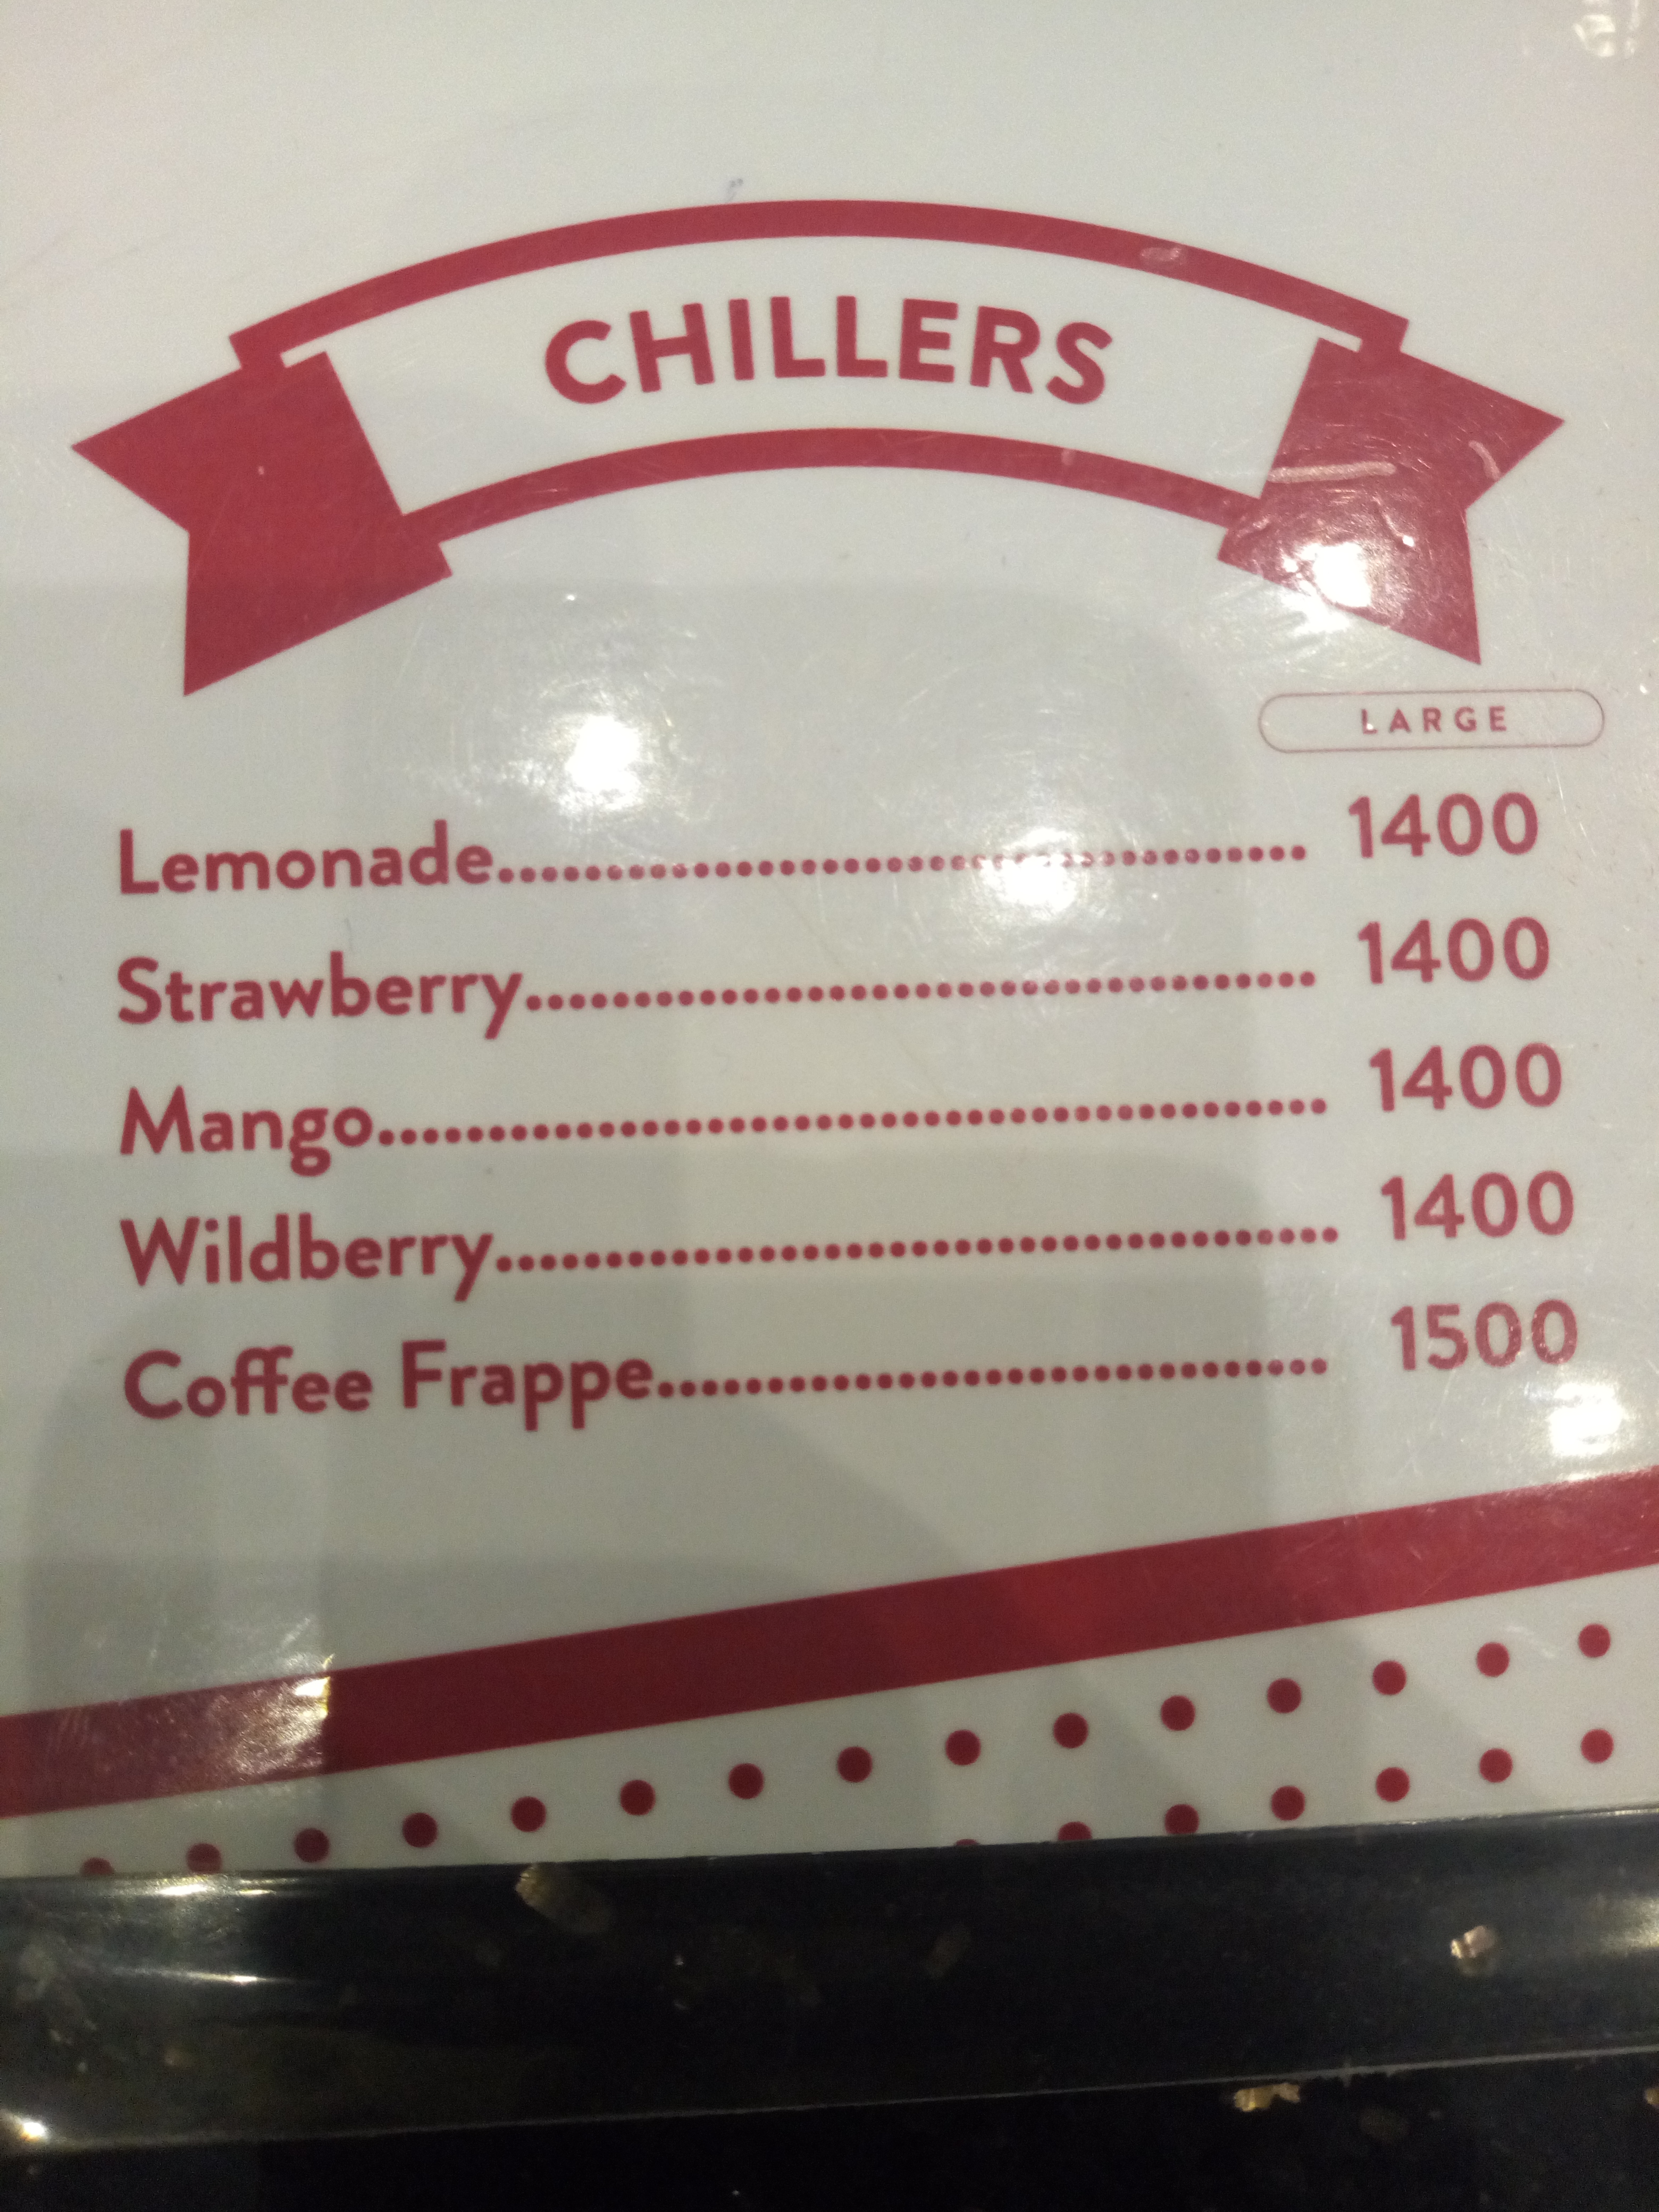 CHILLERS
LARGE
Lemonade........................................ 1400
Strawberry........................................ 1400
Mango........................................ 1400
Wildberry........................................ 1400
Coffee Frappe................................ 1500